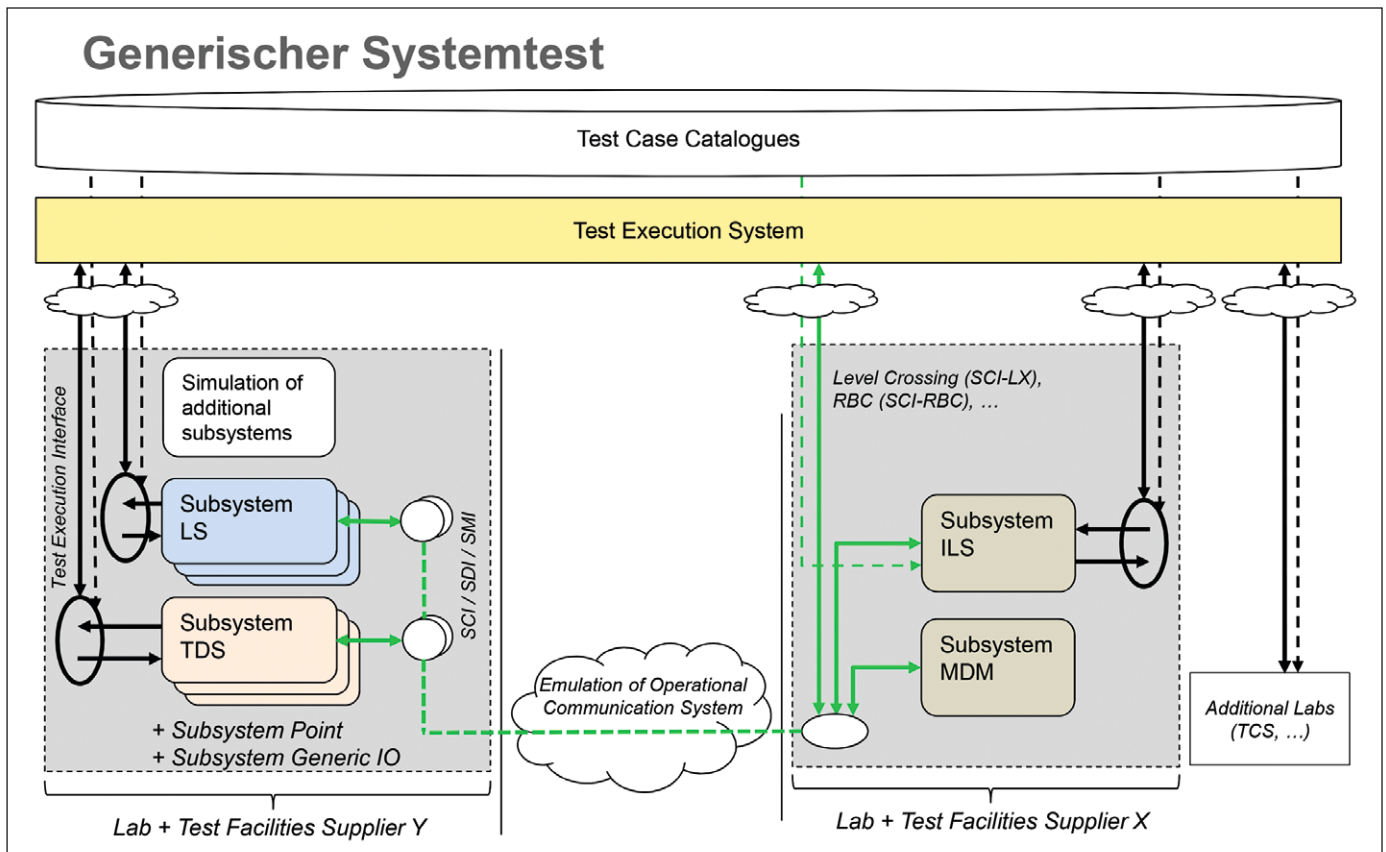 Generischer Systemtest
Test Case Catalogues
Test Execution System
Test Execution Interface
Simulation of
additional
subsystems
Subsystem
LS
Subsystem
TDS
SCI / SDI / SMI
+ Subsystem Point
+ Subsystem Generic IO
Lab + Test Facilities Supplier Y
Emulation of Operational
Communication System
Level Crossing (SCI-LX),
RBC (SCI-RBC), …
Subsystem
ILS
Subsystem
MDM
Lab + Test Facilities Supplier X
Additional Labs
(TCS, …)